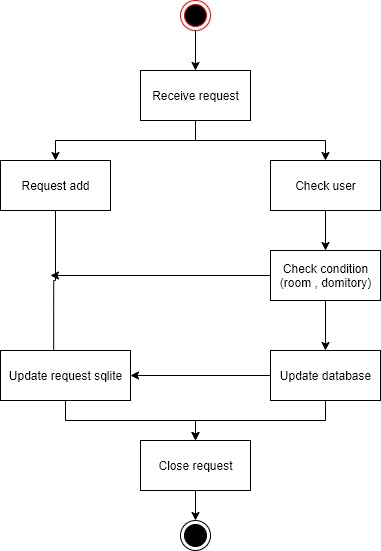 Receive request
Request add
Check user
Check condition
(room , domitory)
Update request sqlite
Update database
Close request